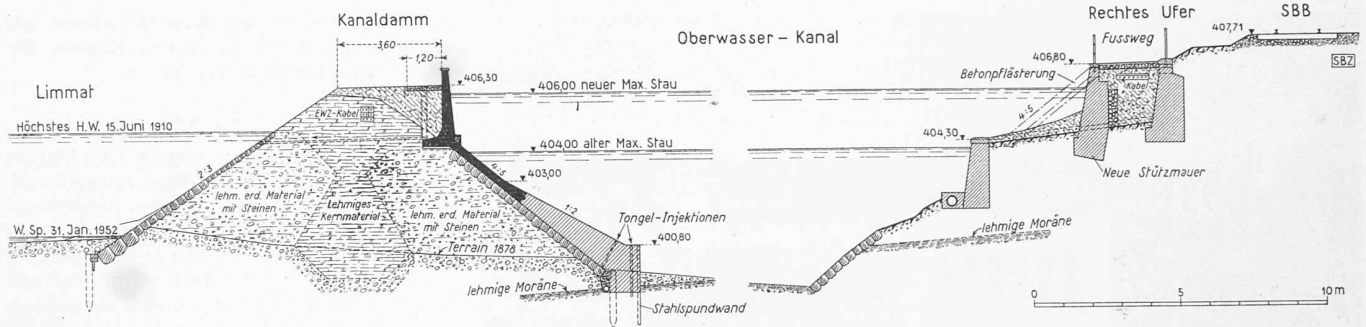 Kanaldamm
3,60
1,20
406,30
Limmat
Höchstes H.W. 15. Juni 1910
EWZ-Kabel
2:3
lehm. erd. Material
mit Steinen
Lehmiges
Kernmaterial
lehm. erd. Material
mit Steinen
W. Sp. 31. Jan. 1952
Terrain 1878
lehmige Moräne
4:5
403,00
1:2
Tongel-Injektionen
400,80
Stahlspundwand
Oberwasser – Kanal
406,00 neuer Max. Stau
404,00 alter Max. Stau
Rechtes Ufer
Fussweg
SBB
407,71
SBZ
406,80
Betonpflästerung
Kabel
4:5
404,30
Neue Stützmauer
lehmige Moräne
0 5 10 m